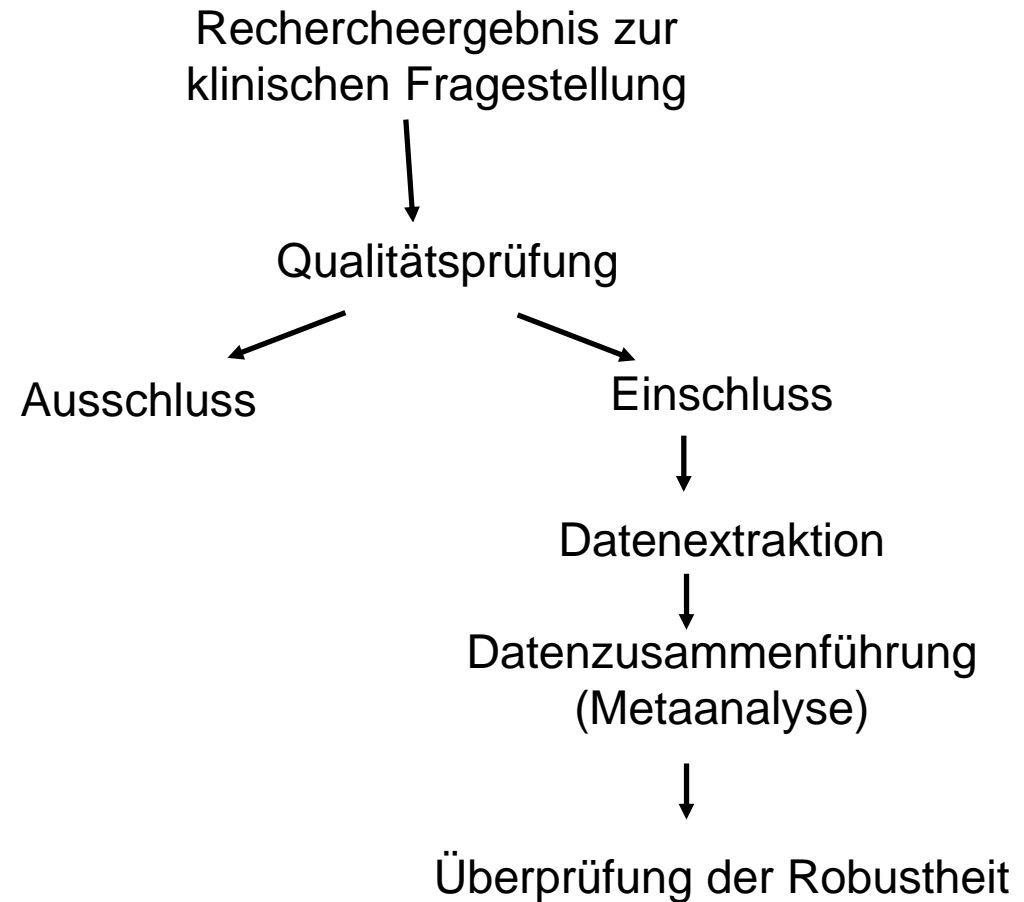 Rechercheergebnis zur
klinischen Fragestellung
Qualitätsprüfung
Ausschluss
Einschluss
Datenextraktion
Datenzusammenführung
(Metaanalyse)
Überprüfung der Robustheit